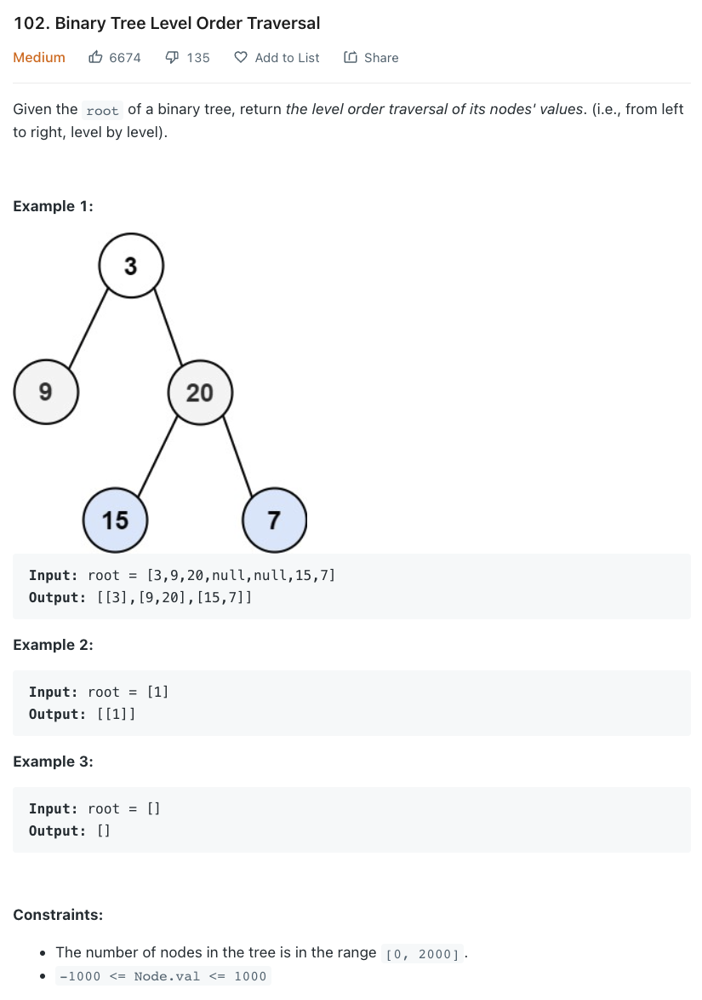 102. Binary Tree Level Order Traversal
Medium 6674 135 Add to List Share
Given the root of a binary tree, return the level order traversal of its nodes' values. (i.e., from left
to right, level by level).
Example 1:
3
9 20
15 7
Input: root = [3,9,20,null,null,15,7]
Output: [[3],[9,20],[15,7]]
Example 2:
Input: root = [1]
Output: [[1]]
Example 3:
Input: root = []
Output: []
Constraints:
• The number of nodes in the tree is in the range [0, 2000].
• -1000 <= Node.val <= 1000